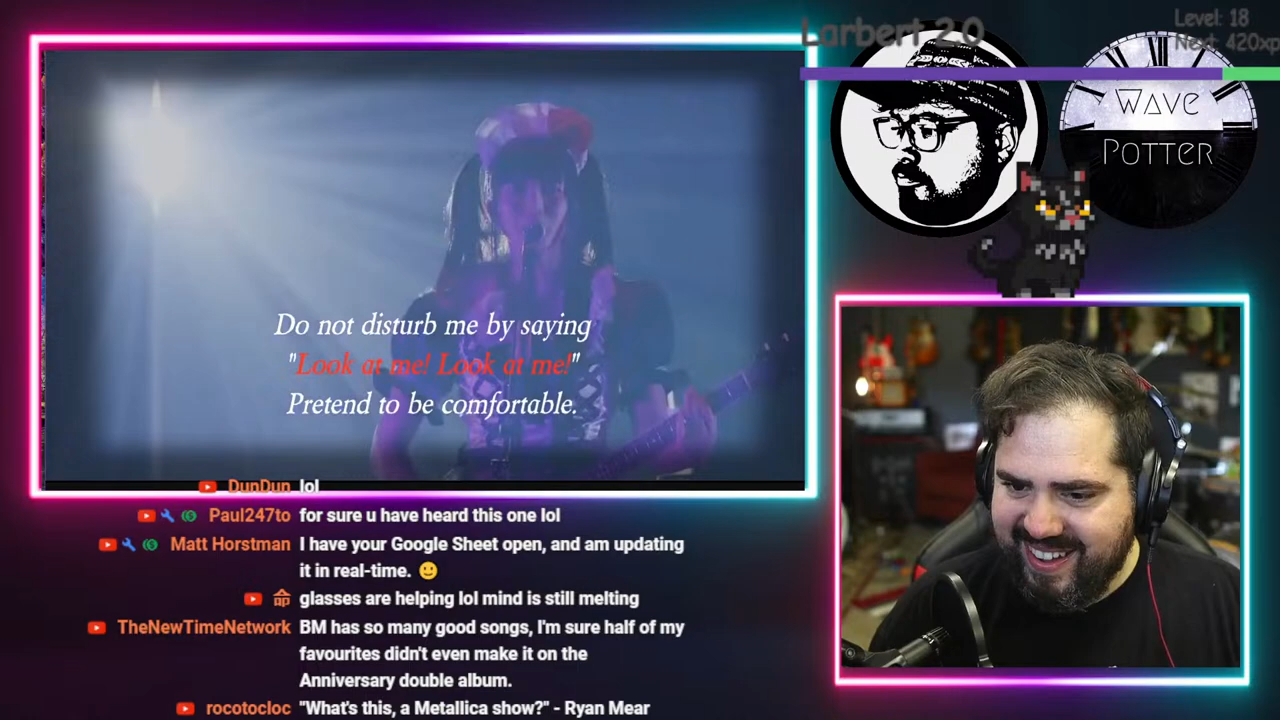 Larbert 2.0
Level: 18
Next: 420xp
WAVE
POTTER
Do not disturb me by saying
"Look at me! Look at me!"
Pretend to be comfortable.
DunDun lol
Paul247to for sure u have heard this one lol
Matt Horstman I have your Google Sheet open, and am updating
it in real-time. 🙂
命 glasses are helping lol mind is still melting
TheNewTimeNetwork BM has so many good songs, I'm sure half of my
favourites didn't even make it on the
Anniversary double album.
rocotocloc "What's this, a Metallica show?" - Ryan Mear